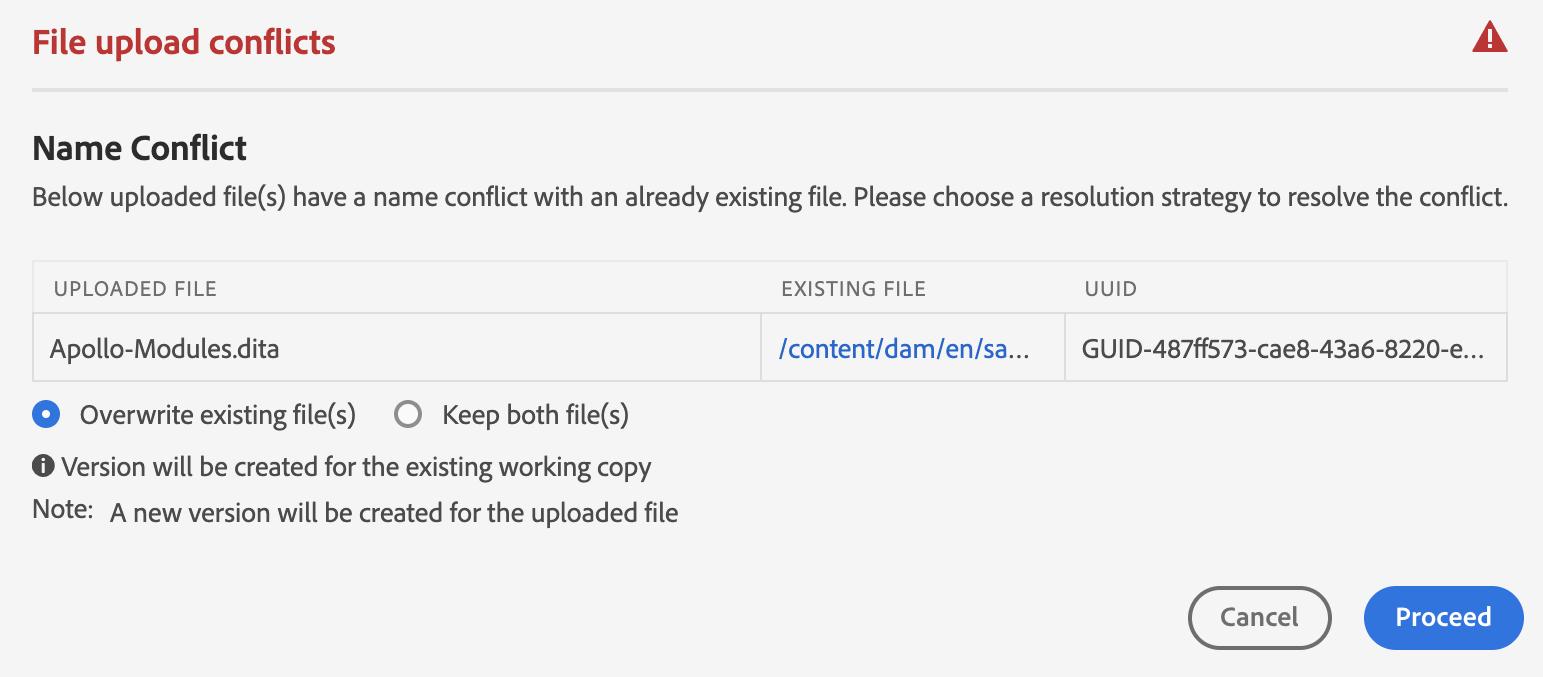 File upload conflicts
Name Conflict
Below uploaded file(s) have a name conflict with an already existing file. Please choose a resolution strategy to resolve the conflict.
UPLOADED FILE EXISTING FILE UUID
Apollo-Modules.dita /content/dam/en/sa... GUID-487ff573-cae8-43a6-8220-e...
Overwrite existing file(s) Keep both file(s)
Version will be created for the existing working copy
Note: A new version will be created for the uploaded file
Cancel Proceed